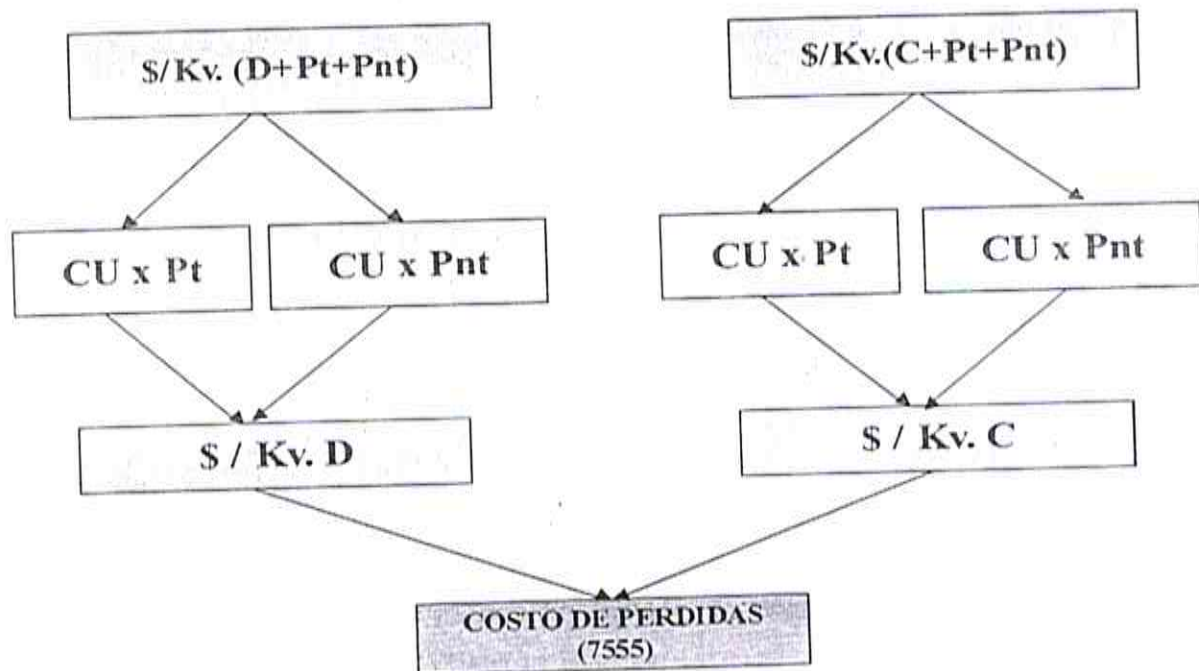 $/Kv. (D+Pt+Pnt)
$/Kv.(C+Pt+Pnt)
CU x Pt
CU x Pnt
CU x Pt
CU x Pnt
$ / Kv. D
$ / Kv. C
COSTO DE PERDIDAS
(7555)